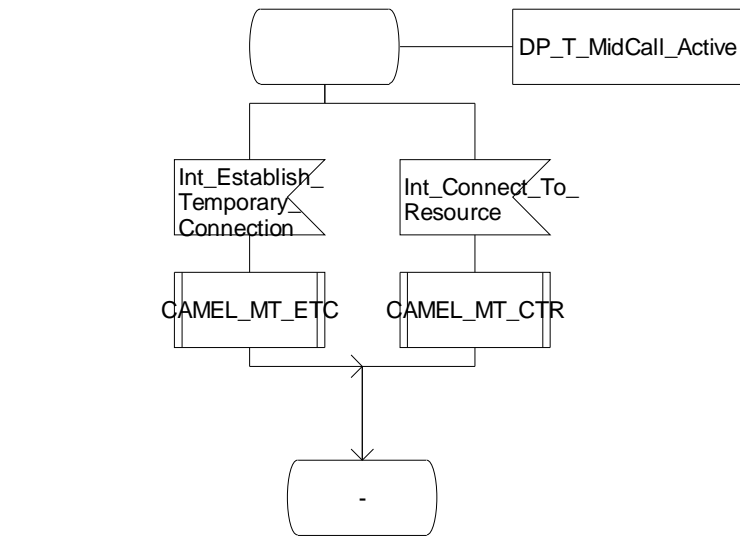 DP_T_MidCall_Active
Int_Establish_
Temporary_
Connection
Int_Connect_To_
Resource
CAMEL_MT_ETC
CAMEL_MT_CTR
-